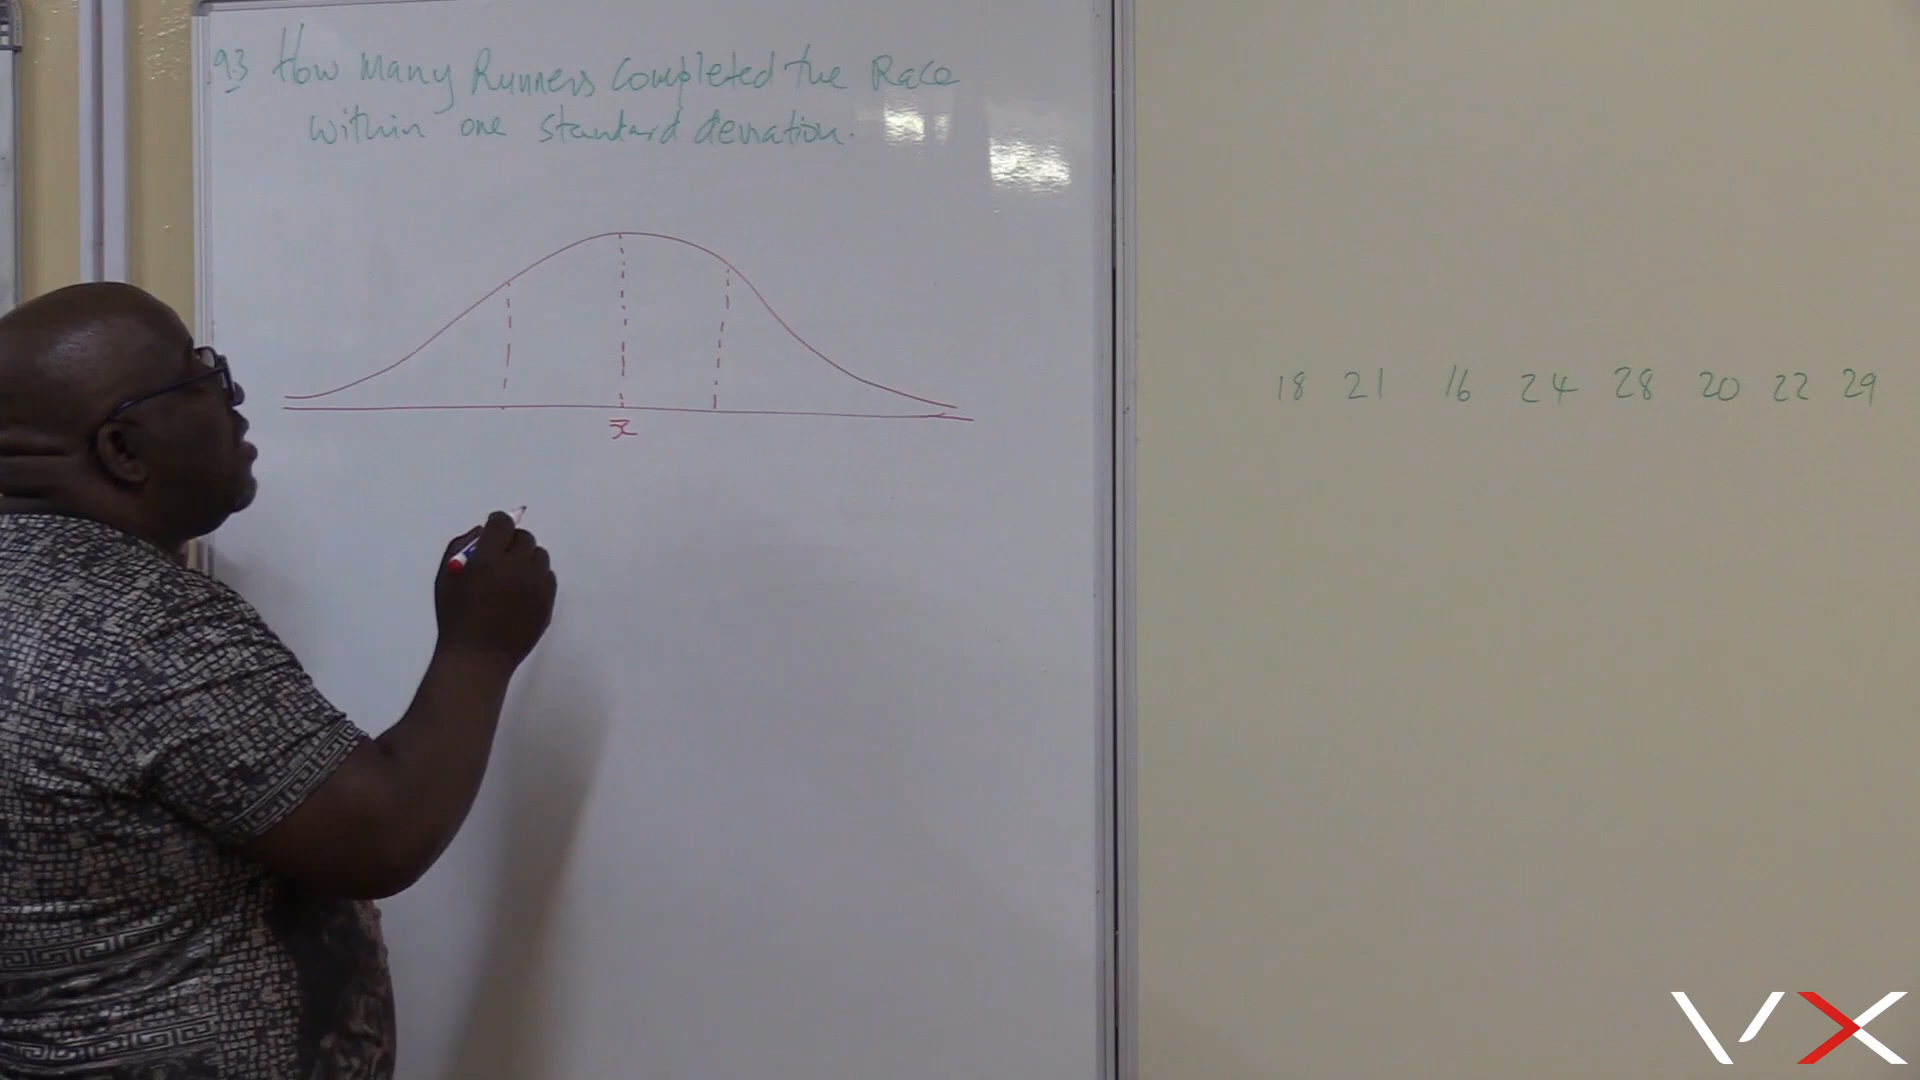 9.3 How Many Runners Completed the Race
within one standard deviation.
x̄
18 21 16 24 28 20 22 29
VX